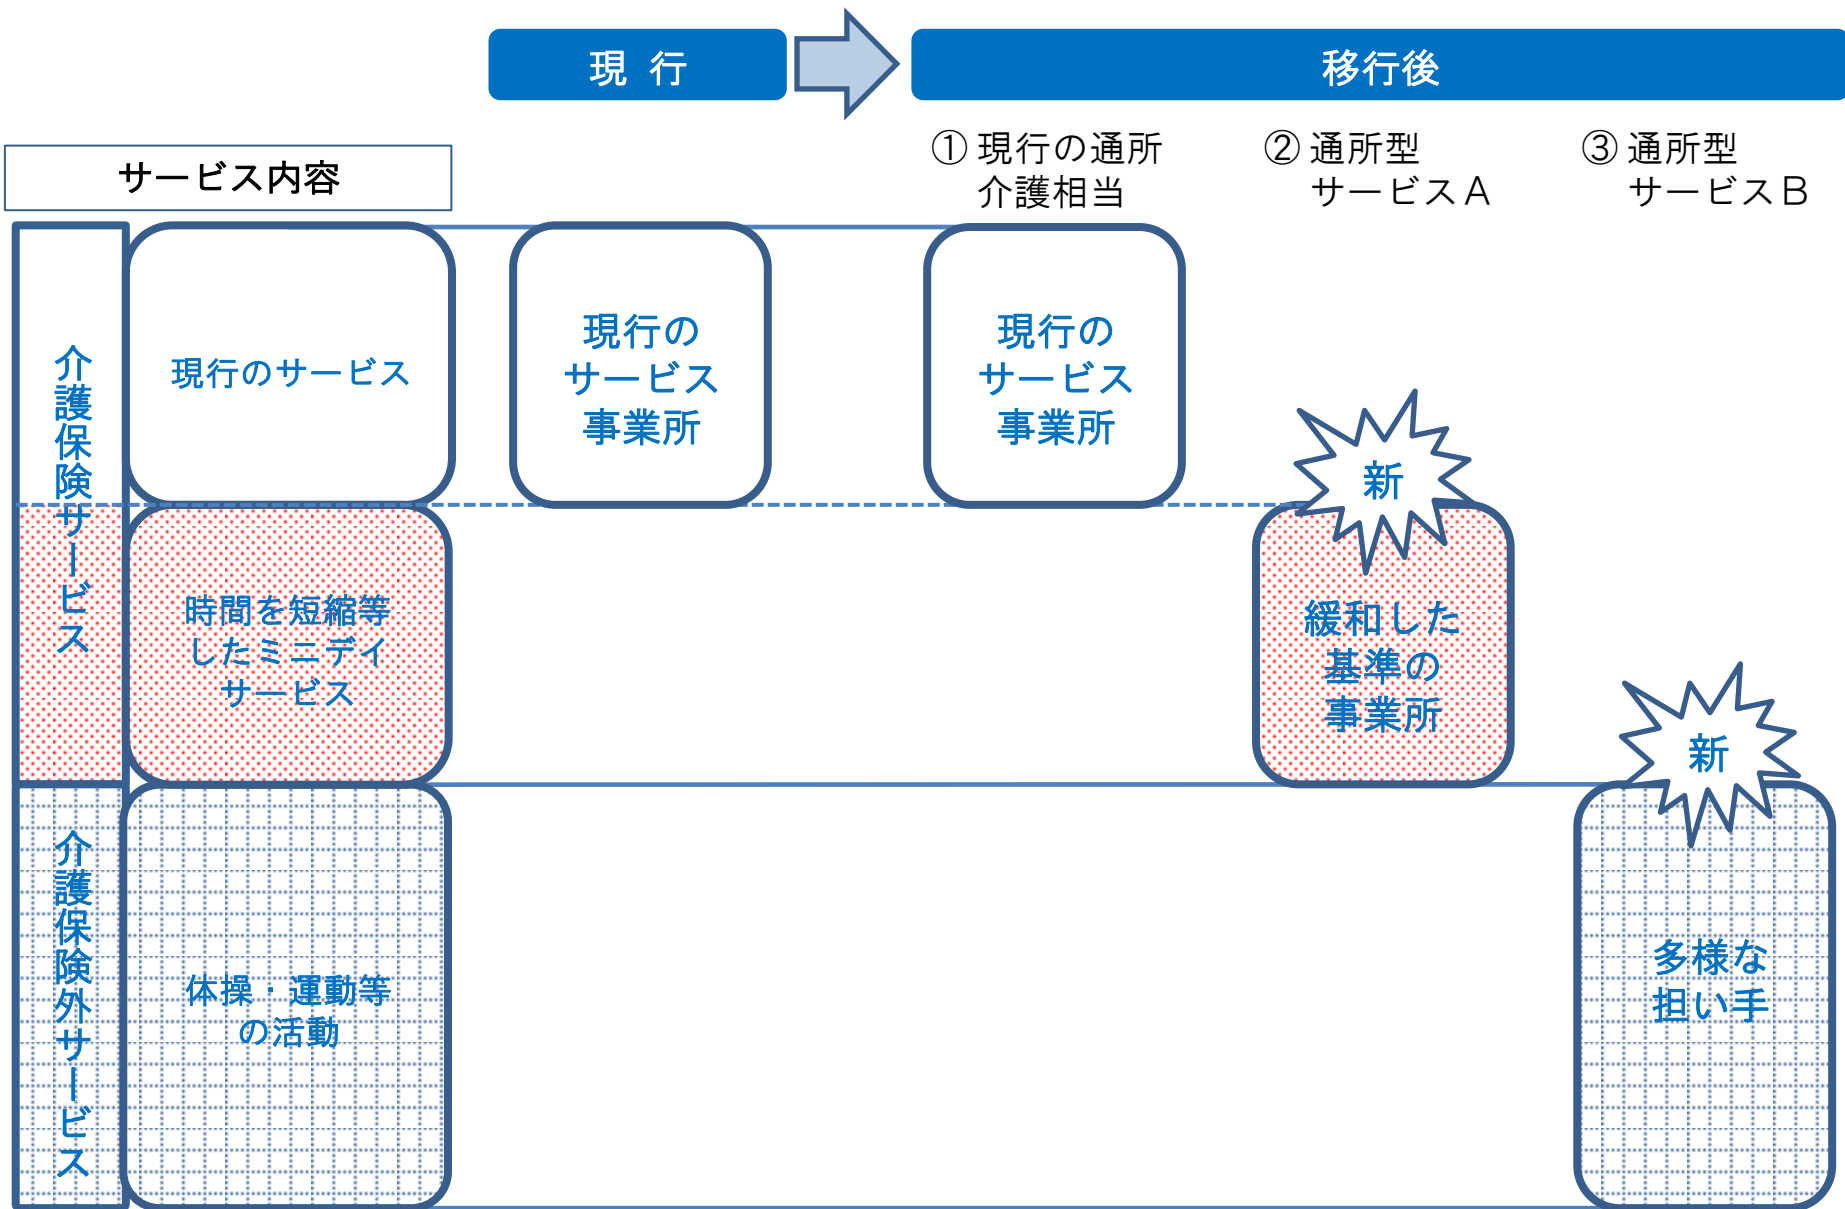 現 行
移行後
① 現行の通所
介護相当
② 通所型
サービスA
③ 通所型
サービスB
サービス内容
介護保険サービス
現行のサービス
現行の
サービス
事業所
現行の
サービス
事業所
新
時間を短縮等
したミニデイ
サービス
緩和した
基準の
事業所
新
介護保険外サービス
体操・運動等
の活動
多様な
担い手